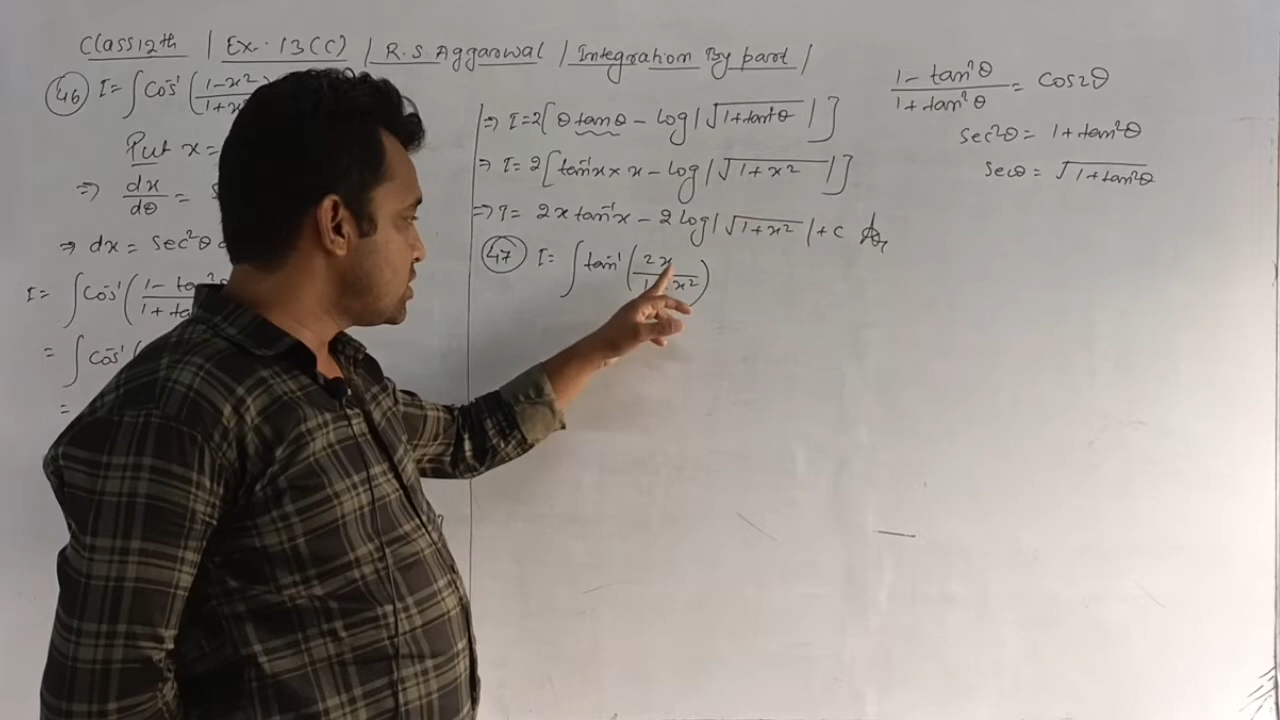 Class 12th / Ex. 13(C) / R.S. Aggarwal / Integration By part /
(46) I = ∫ Cos⁻¹ (1-x²
1+x
Put x =
⇒ dx/dθ =
⇒ dx = sec²θ
I = ∫ Cos⁻¹ (1 - ta
1 + ta
= ∫ Cos⁻¹ (
=
⇒ I = 2[θ tanθ - log|√1+tan²θ|]
⇒ I = 2[tan⁻¹x × x - log|√1+x²|]
⇒ I = 2x tan⁻¹x - 2 log|√1+x²| + C
(47) I = ∫ tan⁻¹ (2x
1 x²)
1 - tan²θ / 1 + tan²θ = Cos2θ
Sec²θ = 1 + tan²θ
Secθ = √1+tan²θ